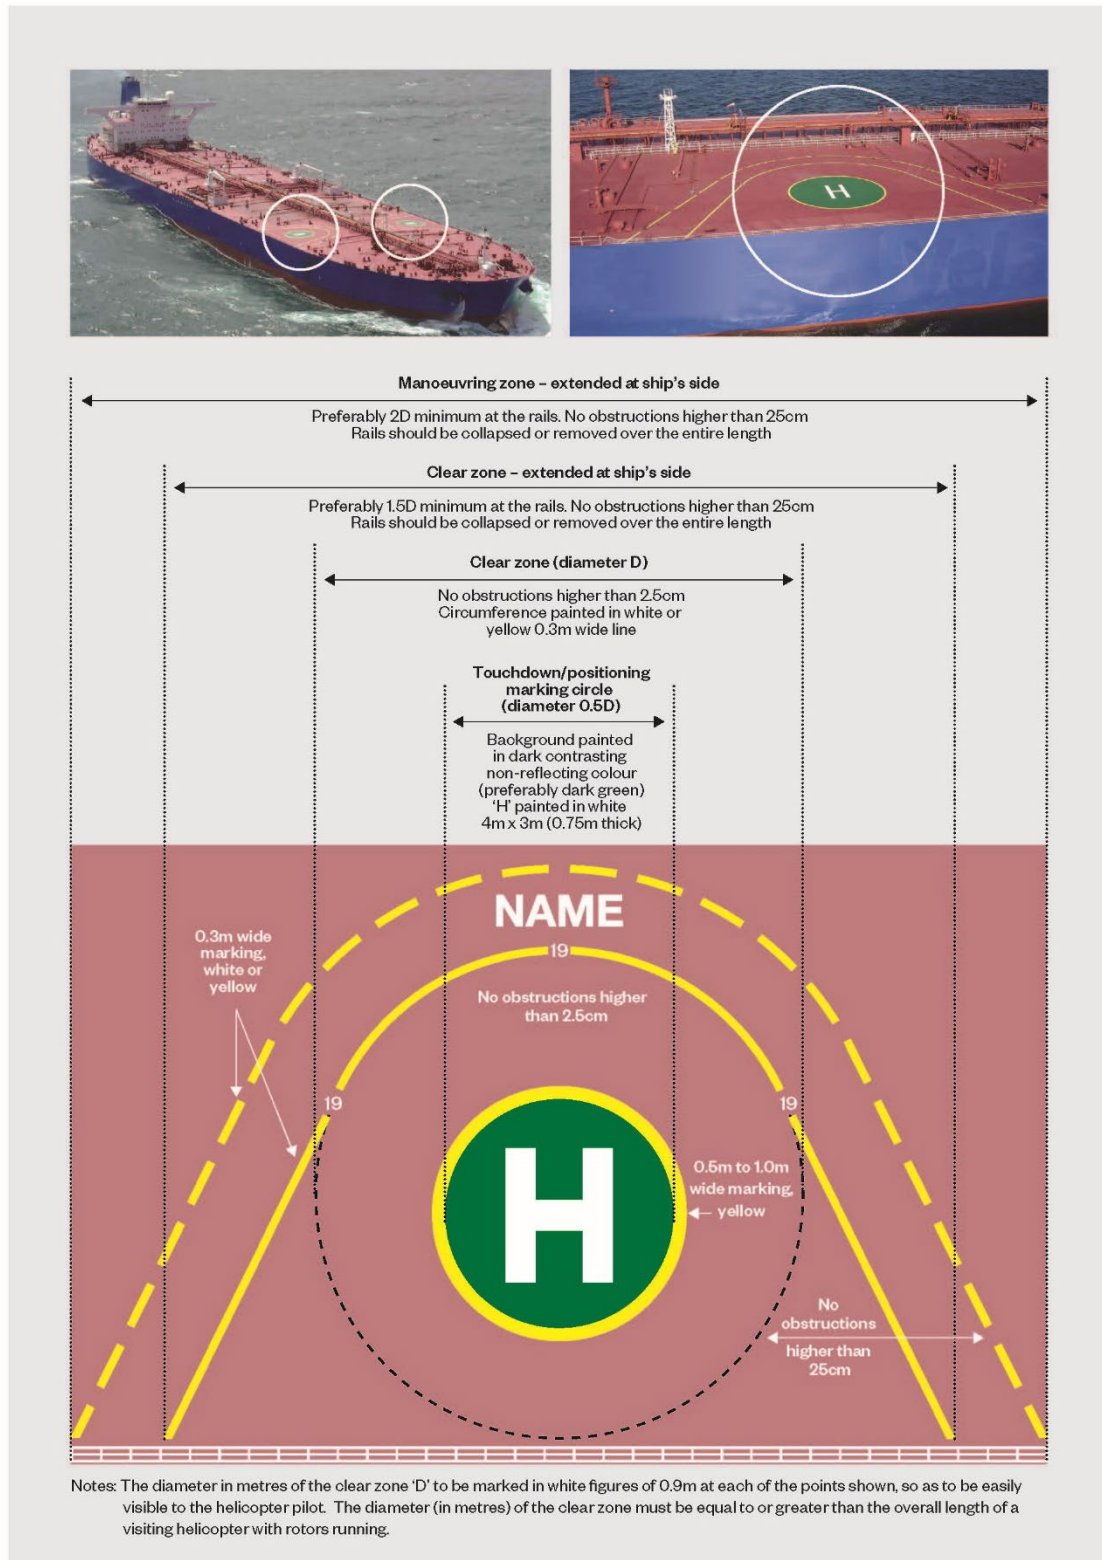 H
Manoeuvring zone – extended at ship's side
Preferably 2D minimum at the rails. No obstructions higher than 25cm
Rails should be collapsed or removed over the entire length
Clear zone – extended at ship's side
Preferably 1.5D minimum at the rails. No obstructions higher than 25cm
Rails should be collapsed or removed over the entire length
Clear zone (diameter D)
No obstructions higher than 2.5cm
Circumference painted in white or
yellow 0.3m wide line
Touchdown/positioning
marking circle
(diameter 0.5D)
Background painted
in dark contrasting
non-reflecting colour
(preferably dark green)
'H' painted in white
4m x 3m (0.75m thick)
NAME
0.3m wide
marking,
white or
yellow
19
No obstructions higher
than 2.5cm
19
19
H
0.5m to 1.0m
wide marking,
yellow
No
obstructions
higher than
25cm
Notes: The diameter in metres of the clear zone 'D' to be marked in white figures of 0.9m at each of the points shown, so as to be easily
visible to the helicopter pilot. The diameter (in metres) of the clear zone must be equal to or greater than the overall length of a
visiting helicopter with rotors running.